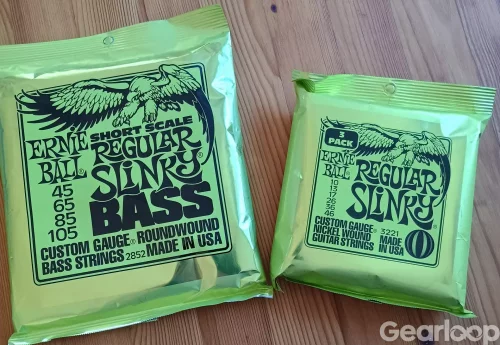 ERNIE BALL
SHORT SCALE
REGULAR
SLINKY®
BASS
45
65
85
105
CUSTOM GAUGE® ROUNDWOUND
BASS STRINGS 2852 MADE IN USA
3 PACK
ERNIE BALL
REGULAR
SLINKY®
10
13
17
26
36
46
CUSTOM GAUGE®
NICKEL WOUND
GUITAR STRINGS
3221
MADE
IN USA
Gearloop